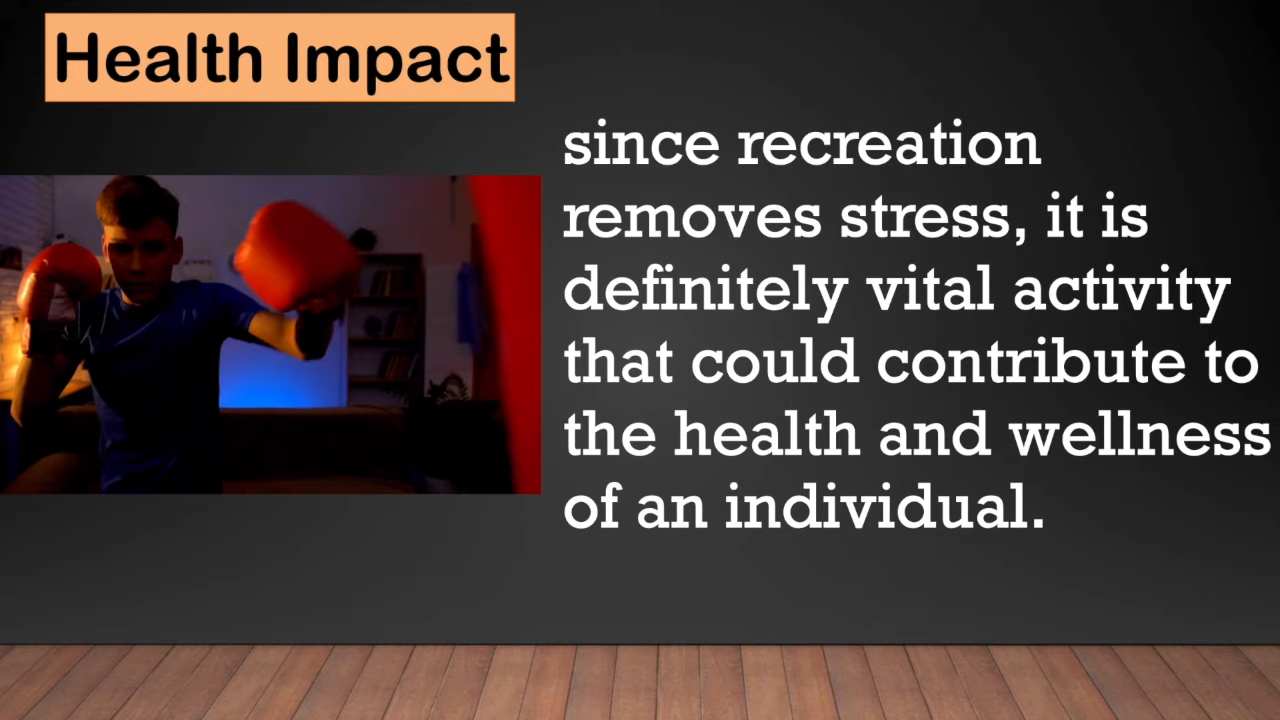 Health Impact
since recreation
removes stress, it is
definitely vital activity
that could contribute to
the health and wellness
of an individual.